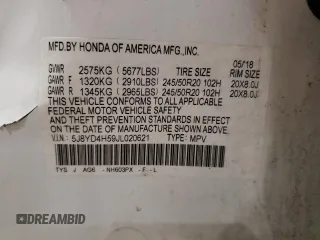 MFD.BY HONDA OF AMERICA MFG.,INC.
05/18
GVWR 2575KG (5677LBS) TIRE SIZE RIM SIZE
GAWR F 1320KG (2910LBS) 245/50R20 102H 20X8.0J
GAWR R 1345KG (2965LBS) 245/50R20 102H 20X8.0J
THIS VEHICLE CONFORMS TO ALL APPLICABLE
FEDERAL MOTOR VEHICLE SAFETY
AND THEFT PREVENTION STANDARDS IN EFFECT ON
THE DATE OF MANUFACTURE SHOWN ABOVE.
V.I.N.: 5J8YD4H59JL020621 TYPE: MPV
TYS J AG6 - NH603PX - F - L
DREAMBID